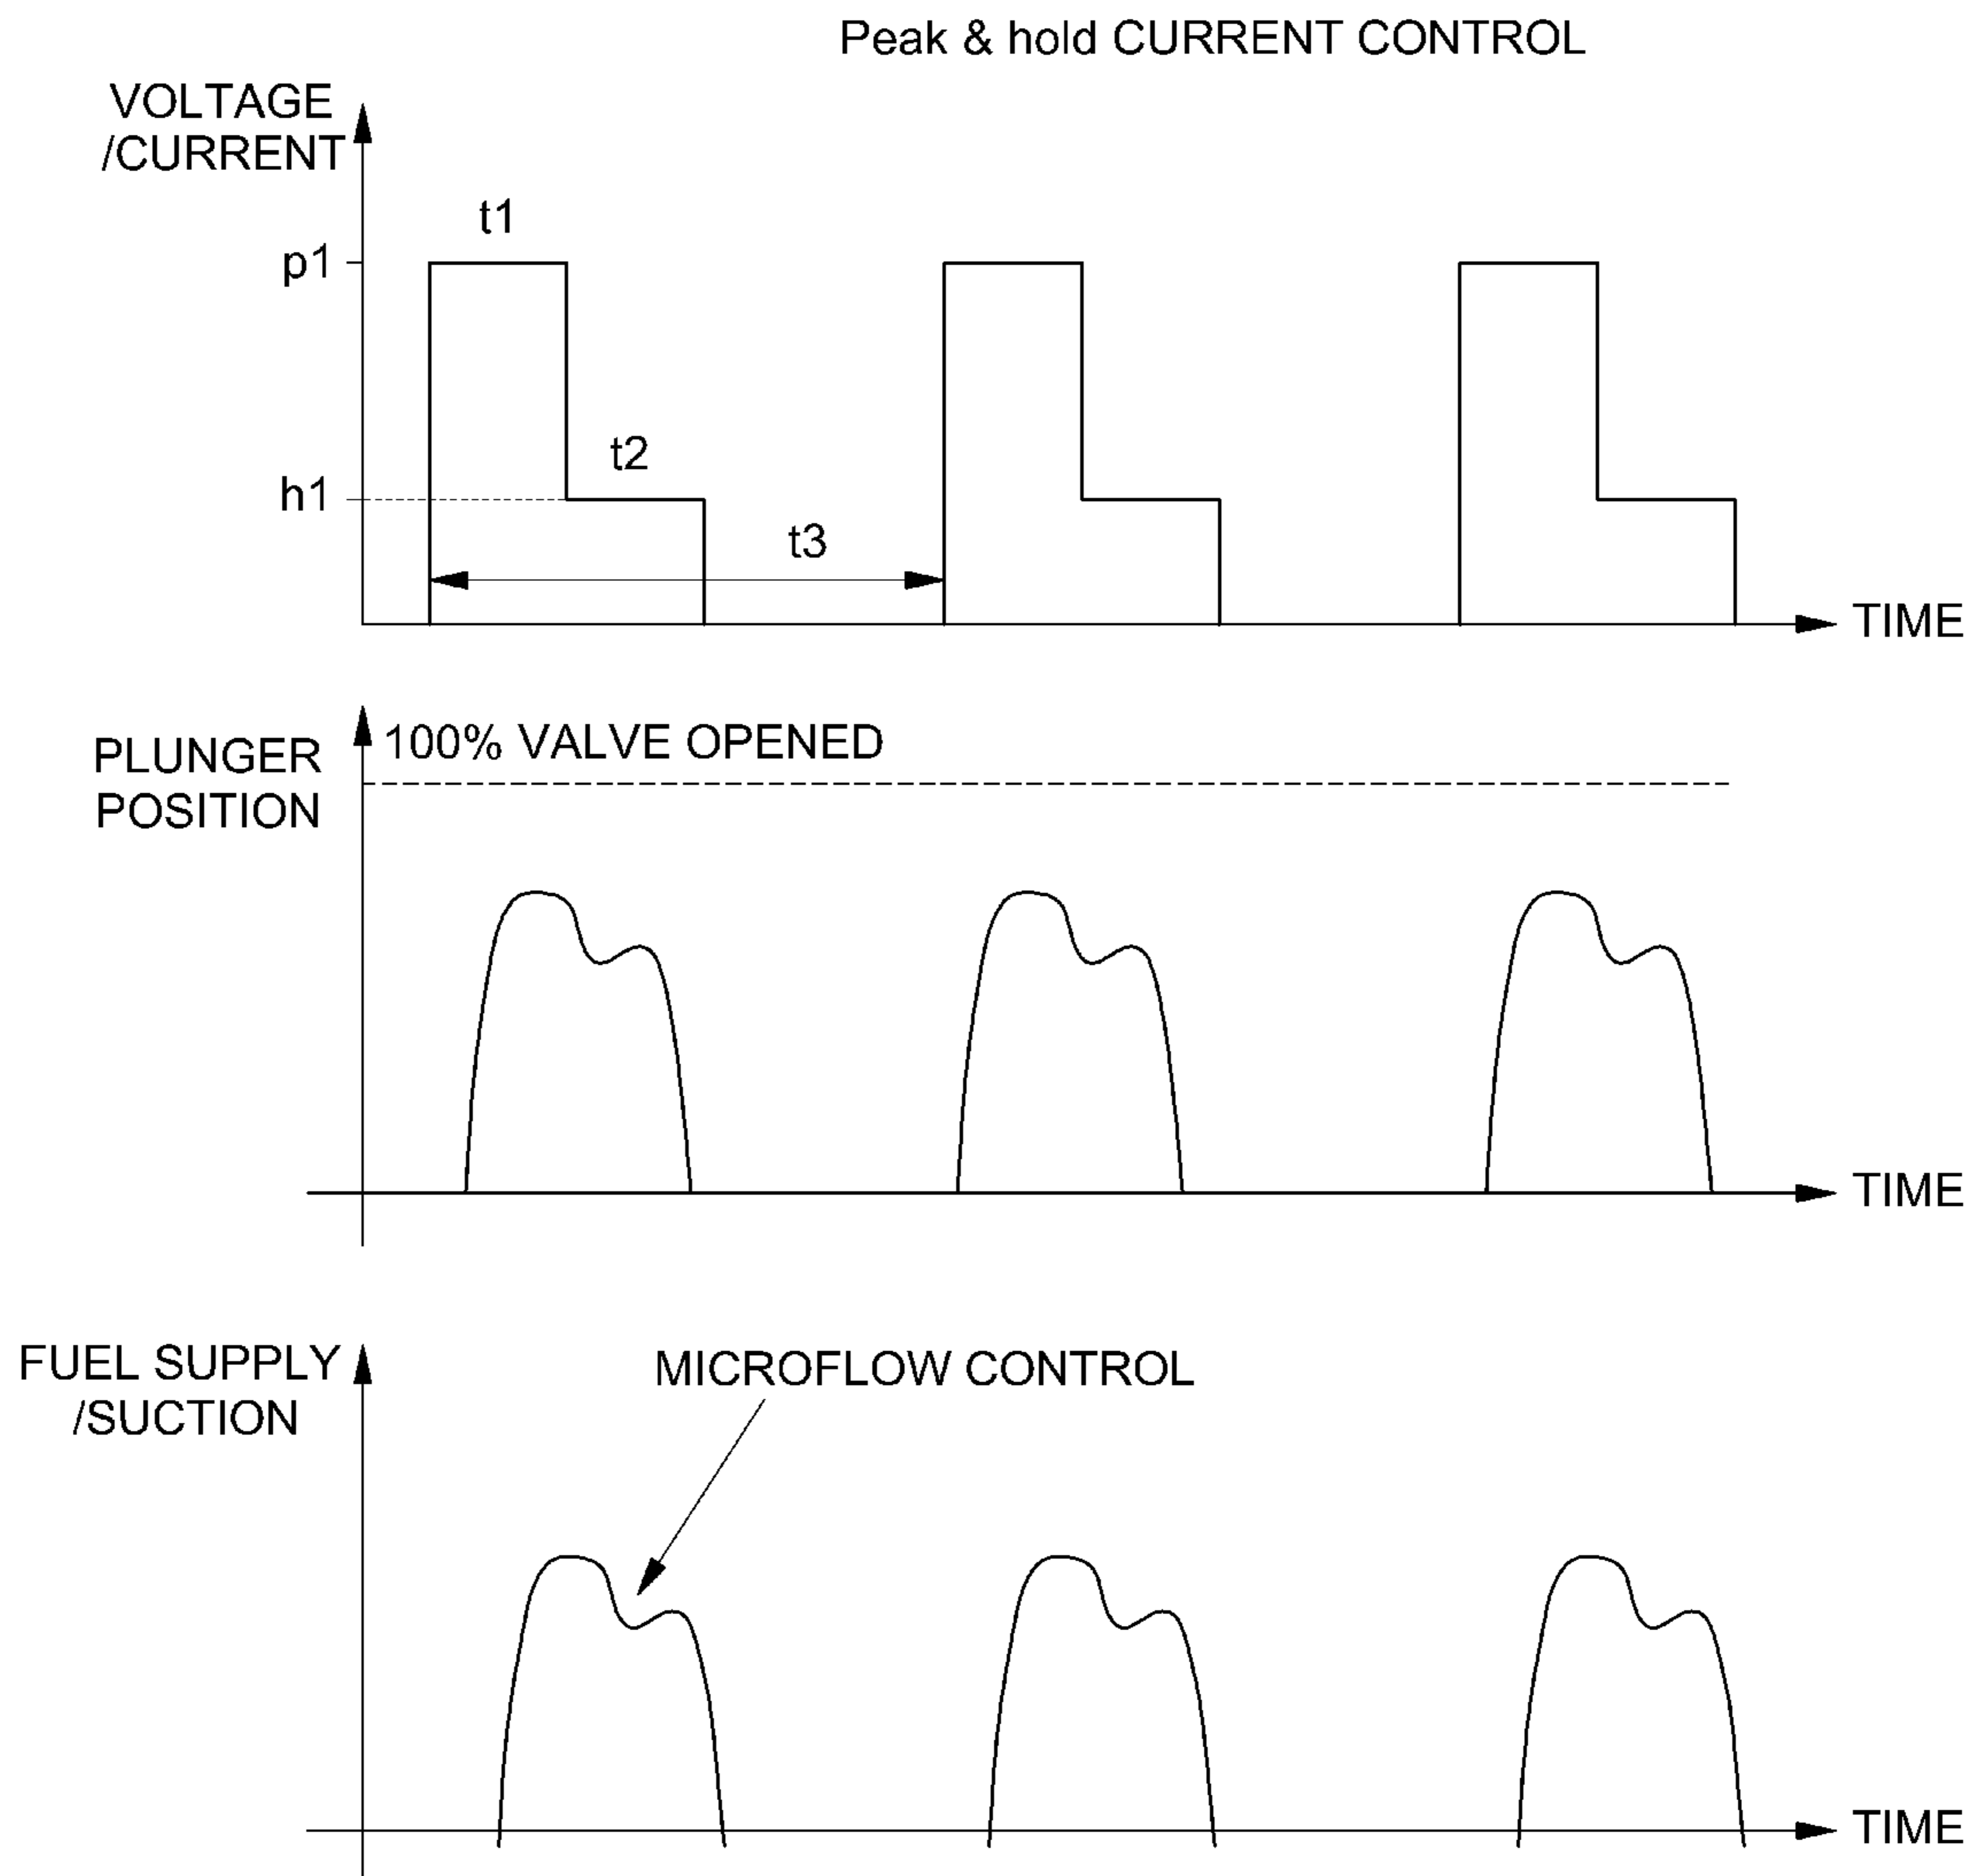 Peak & hold CURRENT CONTROL
VOLTAGE
/CURRENT
t1
p1
t2
h1
t3
TIME
100% VALVE OPENED
PLUNGER
POSITION
TIME
FUEL SUPPLY
/SUCTION
MICROFLOW CONTROL
TIME